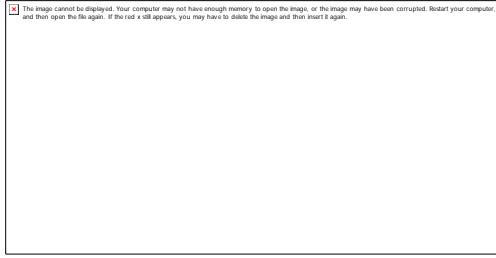 The image cannot be displayed. Your computer may not have enough memory to open the image, or the image may have been corrupted. Restart your computer,
and then open the file again. If the red x still appears, you may have to delete the image and then insert it again.